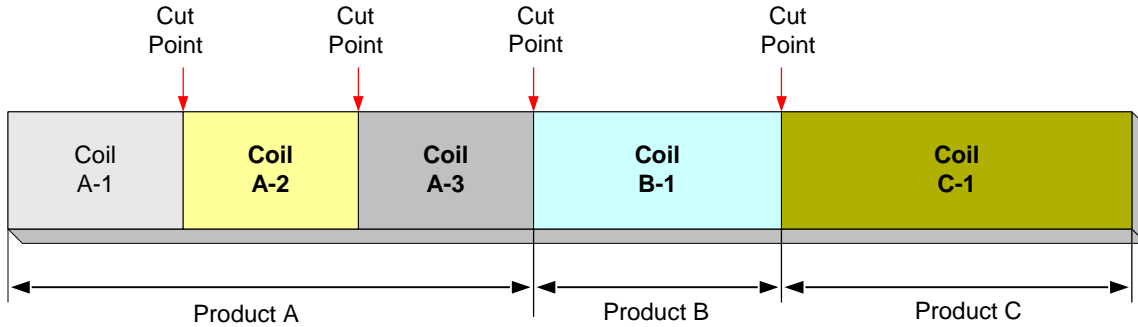 Cut
Point
Cut
Point
Cut
Point
Cut
Point
Coil
A-1
Coil
A-2
Coil
A-3
Coil
B-1
Coil
C-1
Product A
Product B
Product C